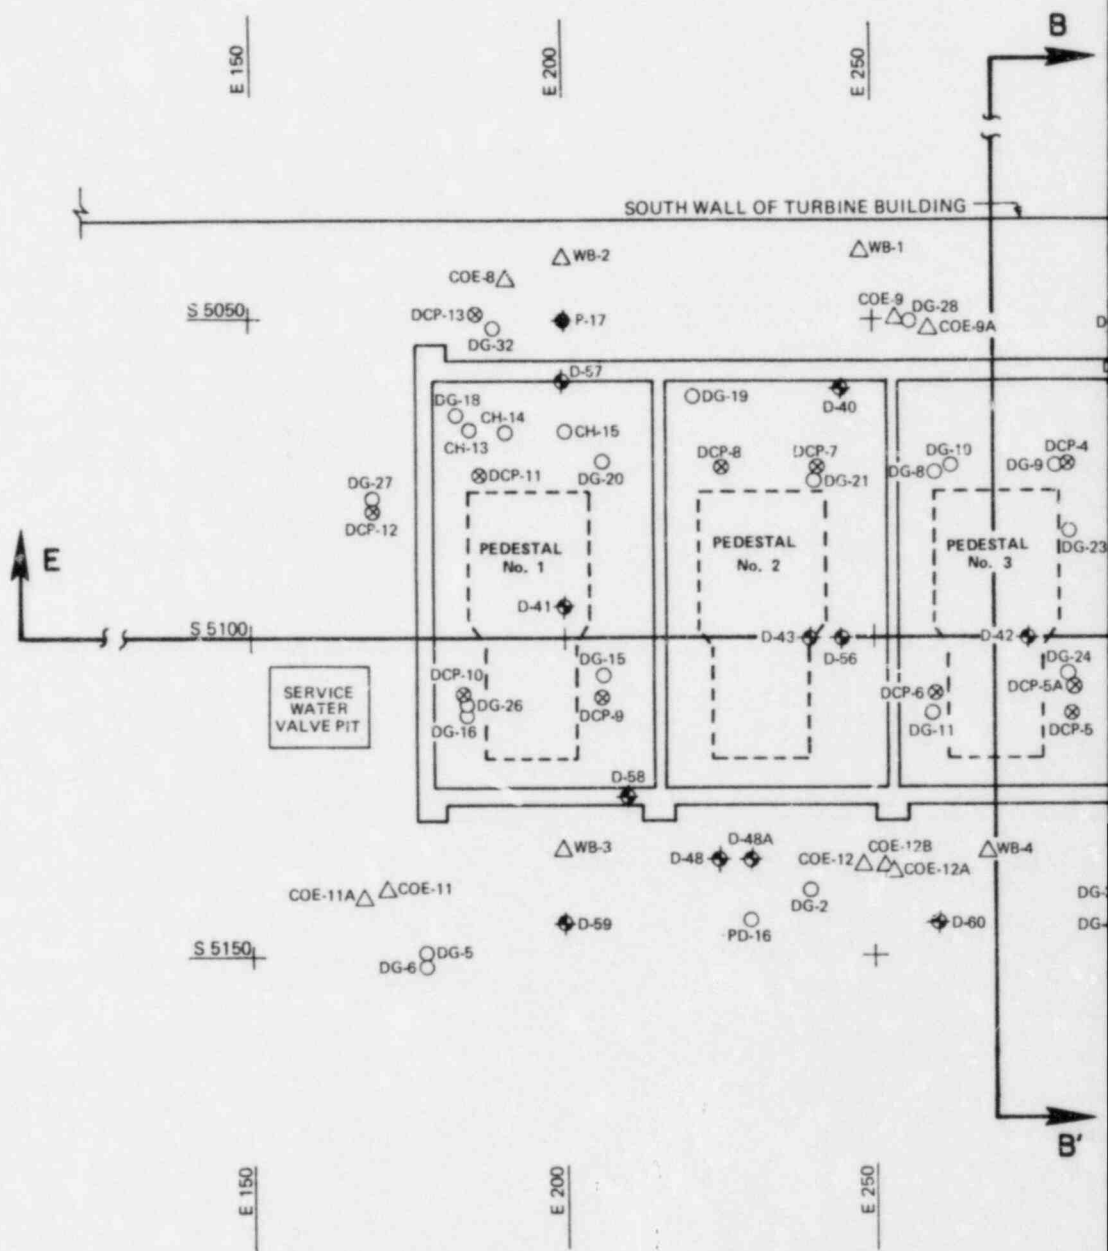 B
E 150
E 200
E 250
SOUTH WALL OF TURBINE BUILDING
WB-2
WB-1
COE-8
S 5050
DCP-13
P-17
COE-9
DG-28
COE-9A
DG-32
D-57
DG-18
CH-14
CH-15
CH-13
DG-19
D-40
DCP-8
DCP-7
DG-10
DCP-4
DG-9
DG-8
DCP-11
DG-20
DG-21
DG-27
DCP-12
DG-23
PEDESTAL
No. 1
PEDESTAL
No. 2
PEDESTAL
No. 3
E
D-41
S 5100
D-43
D-56
D-42
DG-15
DG-24
DCP-10
DCP-6
DCP-5A
DG-26
DCP-9
DG-16
DG-11
DCP-5
SERVICE
WATER
VALVE PIT
D-58
WB-3
D-48
D-48A
COE-12
COE-12B
COE-12A
WB-4
COE-11A
COE-11
DG-2
D-59
PD-16
D-60
S 5150
DG-5
DG-6
B'
E 150
E 200
E 250